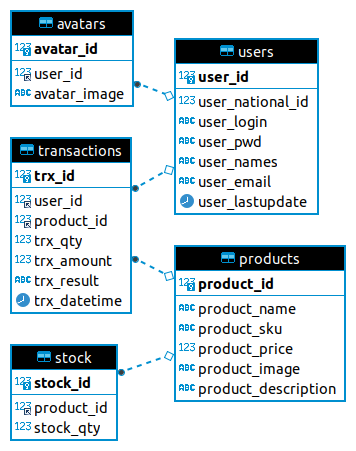 avatars
123 avatar_id
123 user_id
ABC avatar_image
users
123 user_id
123 user_national_id
ABC user_login
ABC user_pwd
ABC user_names
ABC user_email
user_lastupdate
transactions
123 trx_id
123 user_id
123 product_id
123 trx_qty
123 trx_amount
ABC trx_result
trx_datetime
products
123 product_id
ABC product_name
ABC product_sku
123 product_price
ABC product_image
ABC product_description
stock
123 stock_id
123 product_id
123 stock_qty